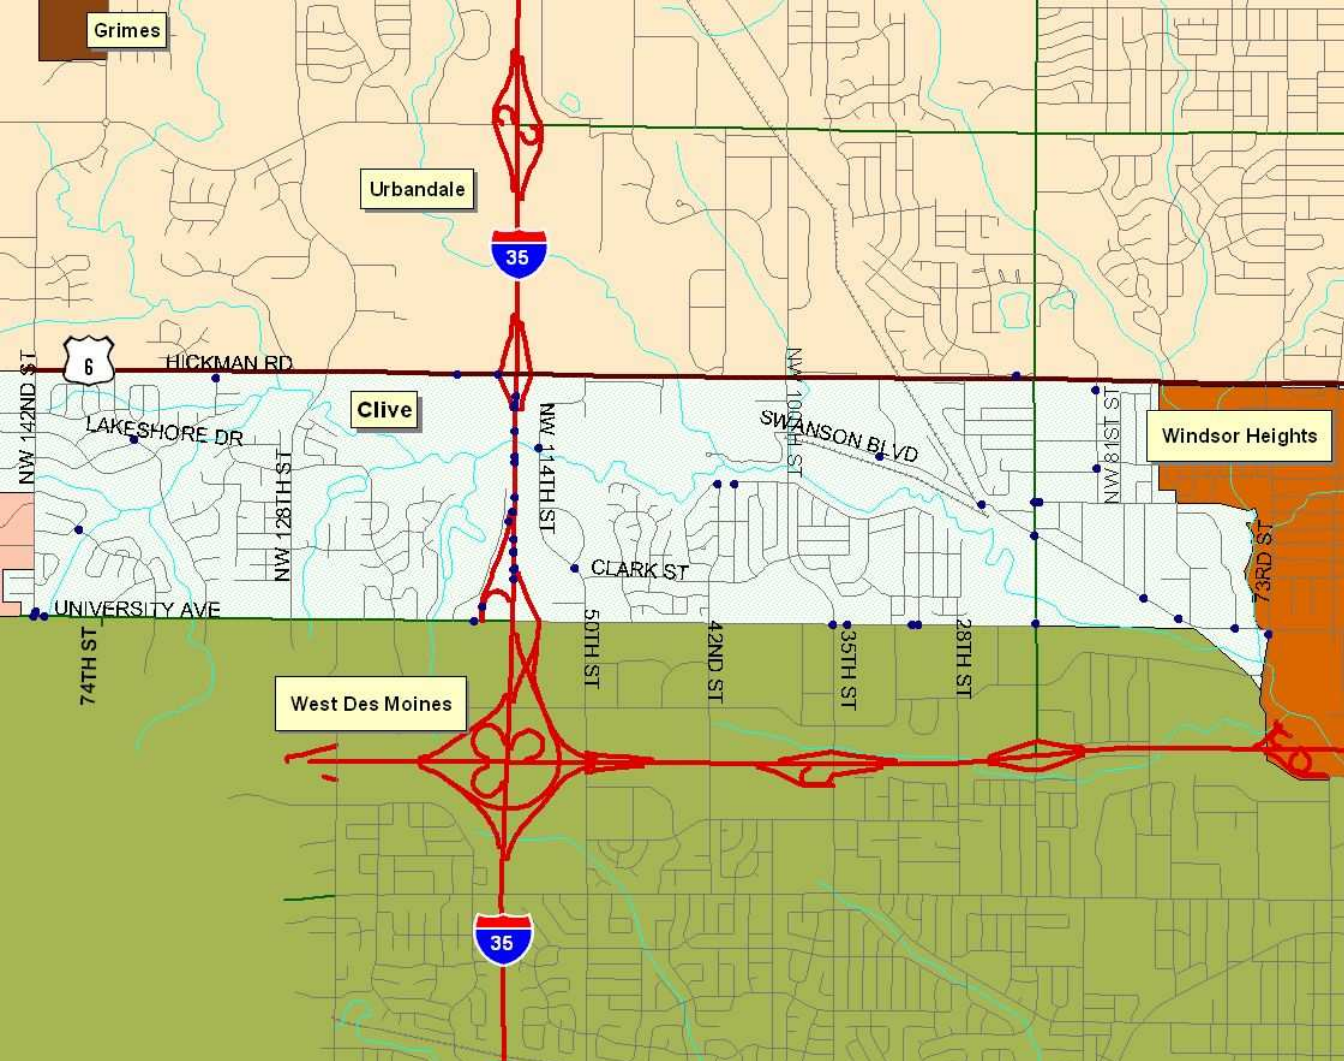 Grimes
Urbandale
35
6
HICKMAN RD
NW 142ND ST
Clive
LAKESHORE DR
NW 128TH ST
NW 114TH ST
NW 100TH ST
SWANSON BLVD
NW 81ST ST
Windsor Heights
73RD ST
CLARK ST
UNIVERSITY AVE
74TH ST
50TH ST
42ND ST
35TH ST
28TH ST
West Des Moines
35